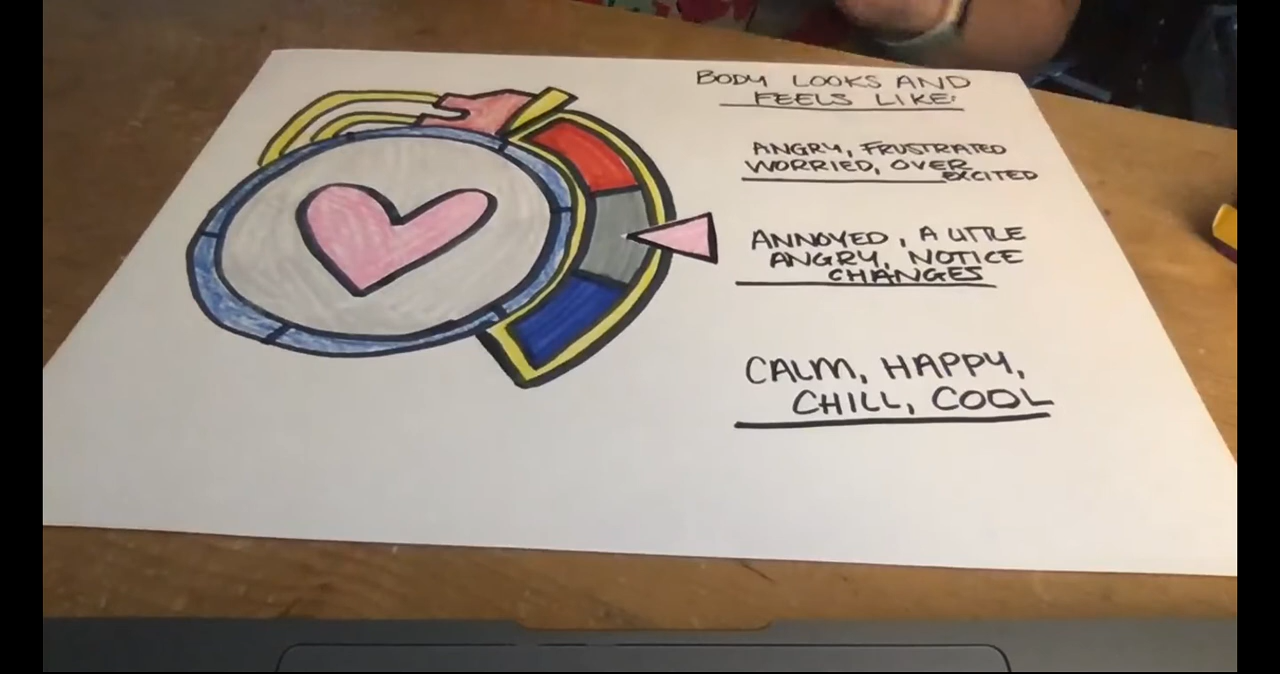 BODY LOOKS AND
FEELS LIKE:
ANGRY, FRUSTRATED
WORRIED, OVER
EXCITED
ANNOYED, A LITTLE
ANGRY, NOTICE
CHANGES
CALM, HAPPY,
CHILL, COOL